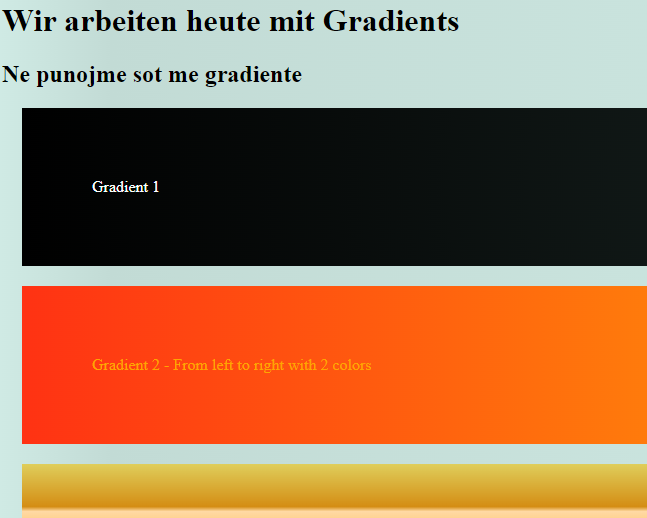 Wir arbeiten heute mit Gradients
Ne punojme sot me gradiente
Gradient 1
Gradient 2 - From left to right with 2 colors